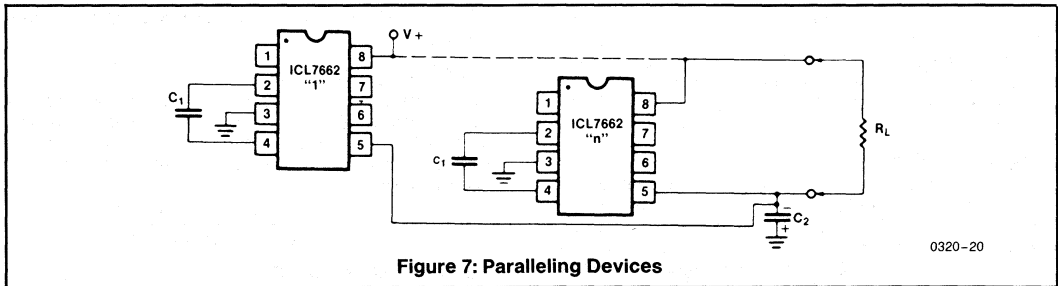 V+
1
2
3
4
ICL7662
"1"
8
7
6
5
C1
1
2
3
4
ICL7662
"n"
8
7
6
5
C1
RL
−
C2
+
0320-20
Figure 7: Paralleling Devices